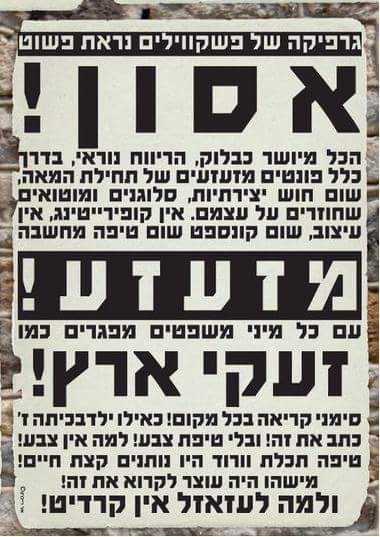 גרפיקה של פשקווילים נראת פשוט
אסון!
הכל מיושר כבלוק, הריווח נוראי, בדרך
כלל פונטים מזעזעים של תחילת המאה,
שום חוש יצירתיות, סלוגנים ומוטואים
שחוזרים על עצמם. אין קופירייטינג, אין
עיצוב, שום קונספט שום טיפה מחשבה
מזעזע!
עם כל מיני משפטים מפגרים כמו
זעקי ארץ!
סימני קריאה בכל מקום! כאילו ילד בכיתה ז'
כתב את זה! ובלי טיפת צבע! למה אין צבע!
טיפה תכלת וורוד היו נותנים קצת חיים!
מישהו היה עוצר לקרוא את זה!
ולמה לעזאזל אין קרדיט!